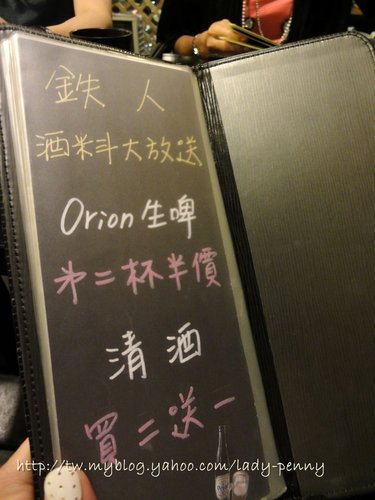 鉄 人
酒料大放送
Orion生啤
第二杯半價
清酒
買二送一
http://tw.myblog.yahoo.com/lady-penny